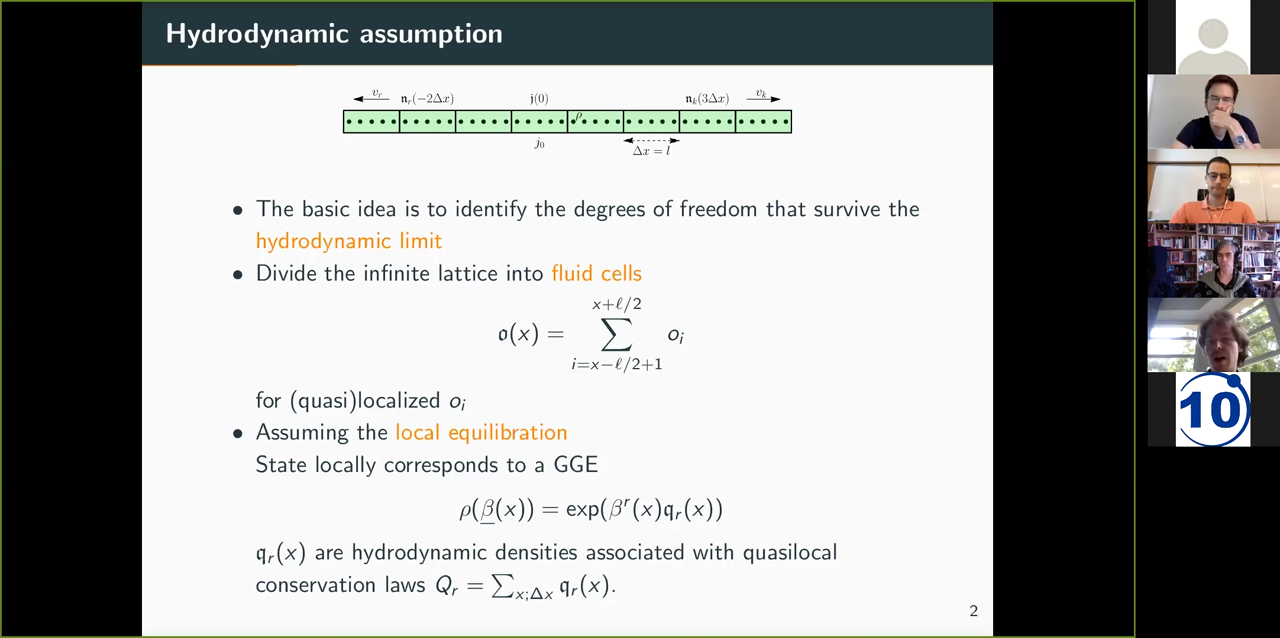 Hydrodynamic assumption
v_r 𝔫_r(−2Δx) 𝔧(0) 𝔫_k(3Δx) v_k
ρ
j_0 Δx = l
• The basic idea is to identify the degrees of freedom that survive the
hydrodynamic limit
• Divide the infinite lattice into fluid cells
𝔬(x) = ∑_{i=x−ℓ/2+1}^{x+ℓ/2} o_i
for (quasi)localized o_i
• Assuming the local equilibration
State locally corresponds to a GGE
ρ(β(x)) = exp(β^r(x)𝔮_r(x))
𝔮_r(x) are hydrodynamic densities associated with quasilocal
conservation laws Q_r = ∑_{x;Δx} 𝔮_r(x).
2
10